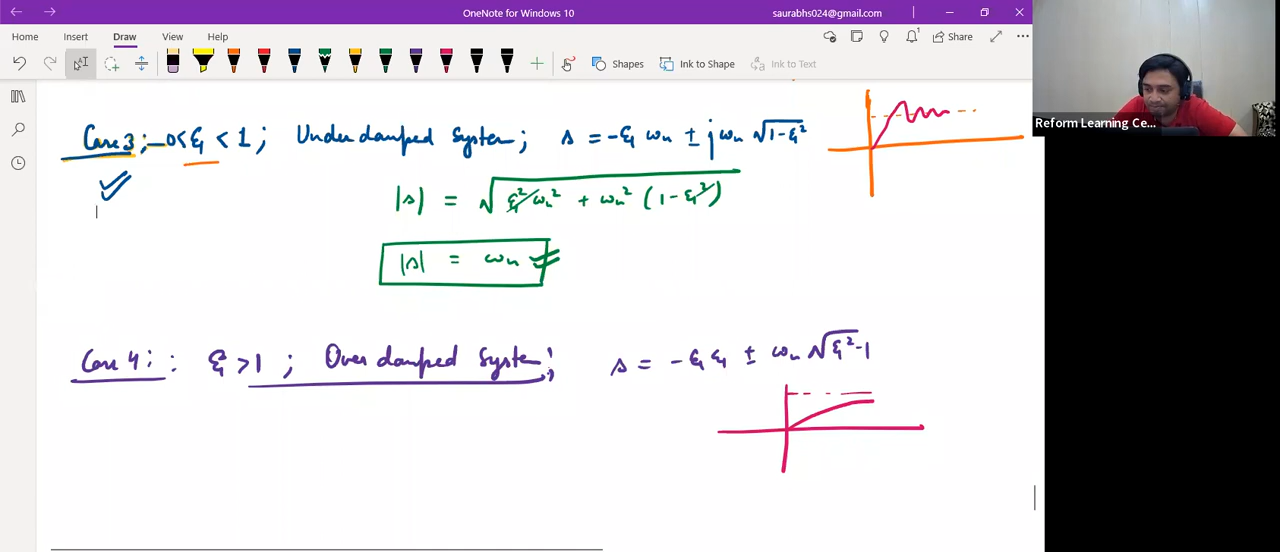 OneNote for Windows 10
saurabhs024@gmail.com
Home Insert Draw View Help
Share
Shapes Ink to Shape Ink to Text
Reform Learning Ce...
Case 3; 0<ξ<1; Underdamped System; s = -ξ ωn ± jωn √1-ξ²
|s| = √ξ²ωn² + ωn² (1-ξ²)
|s| = ωn
Case 4: : ξ >1 ; Overdamped System; s = -ξ ξ ± ωn √ξ²-1